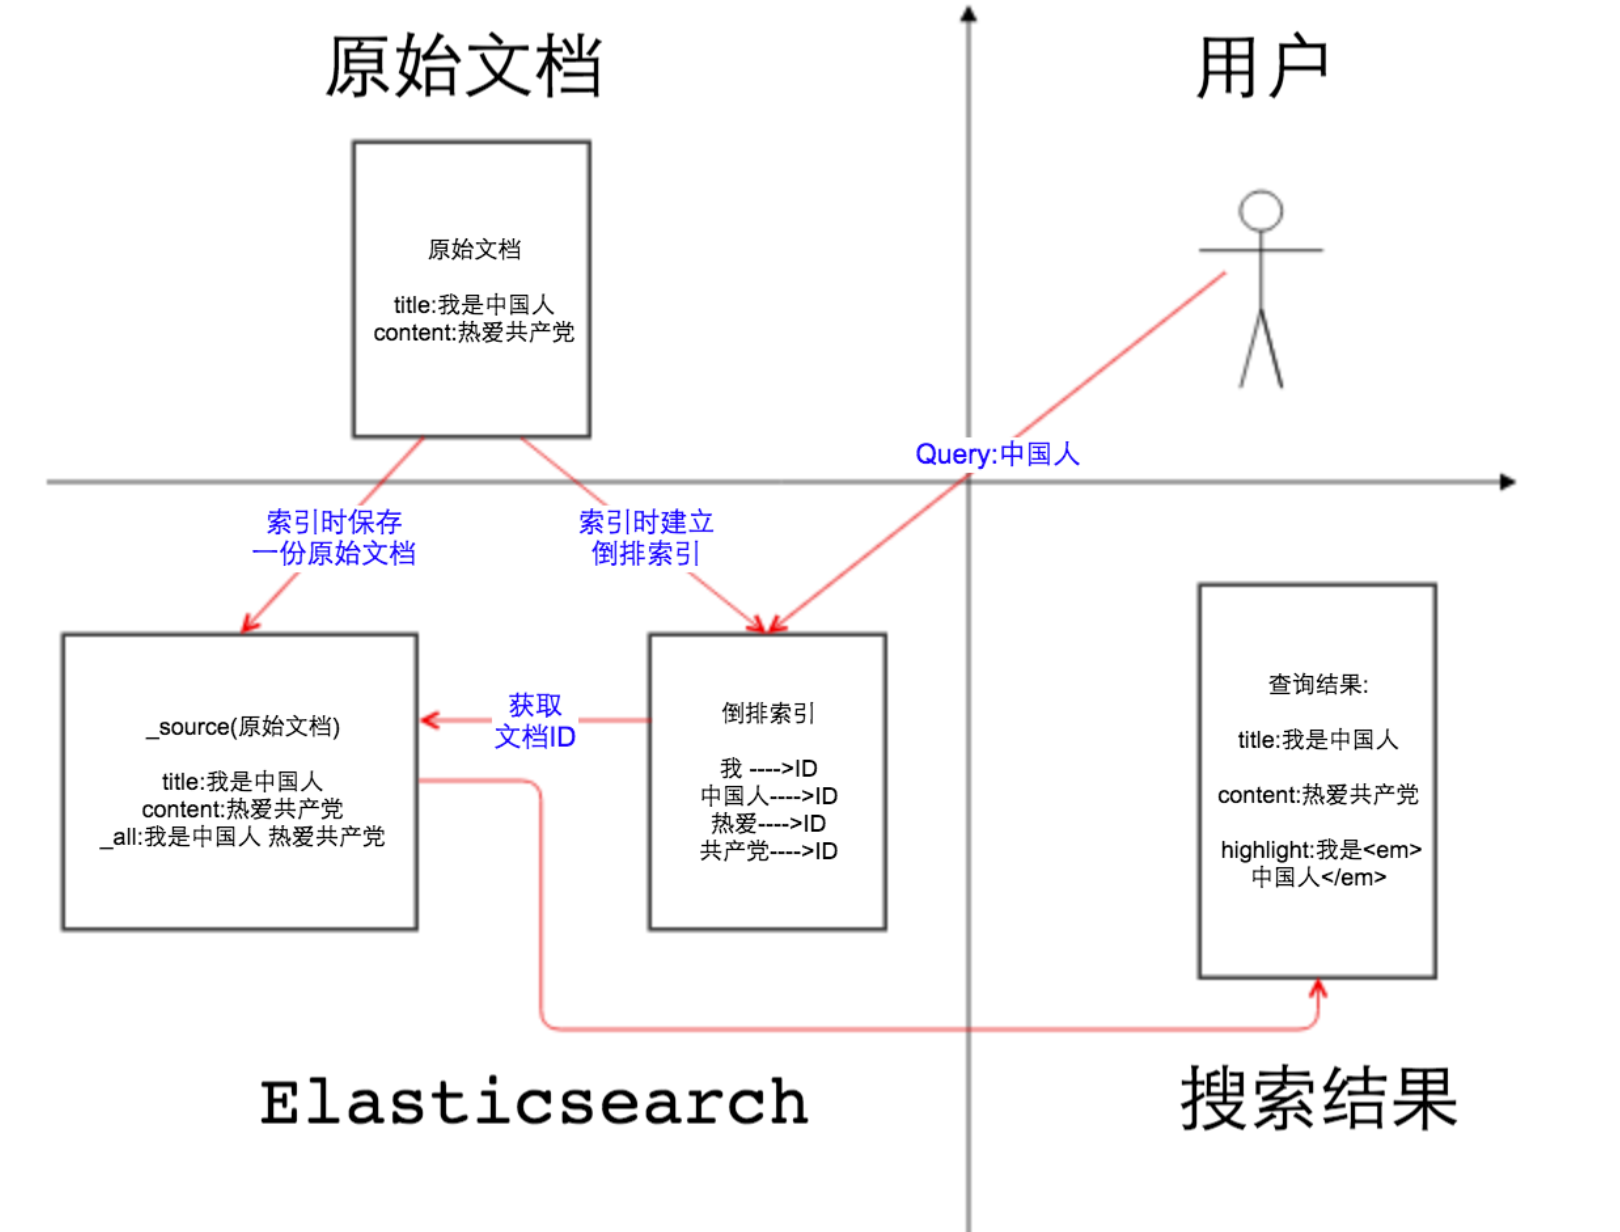 原始文档
用户
原始文档
title:我是中国人
content:热爱共产党
Query:中国人
索引时保存
一份原始文档
索引时建立
倒排索引
_source(原始文档)
title:我是中国人
content:热爱共产党
_all:我是中国人 热爱共产党
获取
文档ID
倒排索引
我 ---->ID
中国人---->ID
热爱---->ID
共产党---->ID
查询结果:
title:我是中国人
content:热爱共产党
highlight:我是<em>
中国人</em>
Elasticsearch
搜索结果